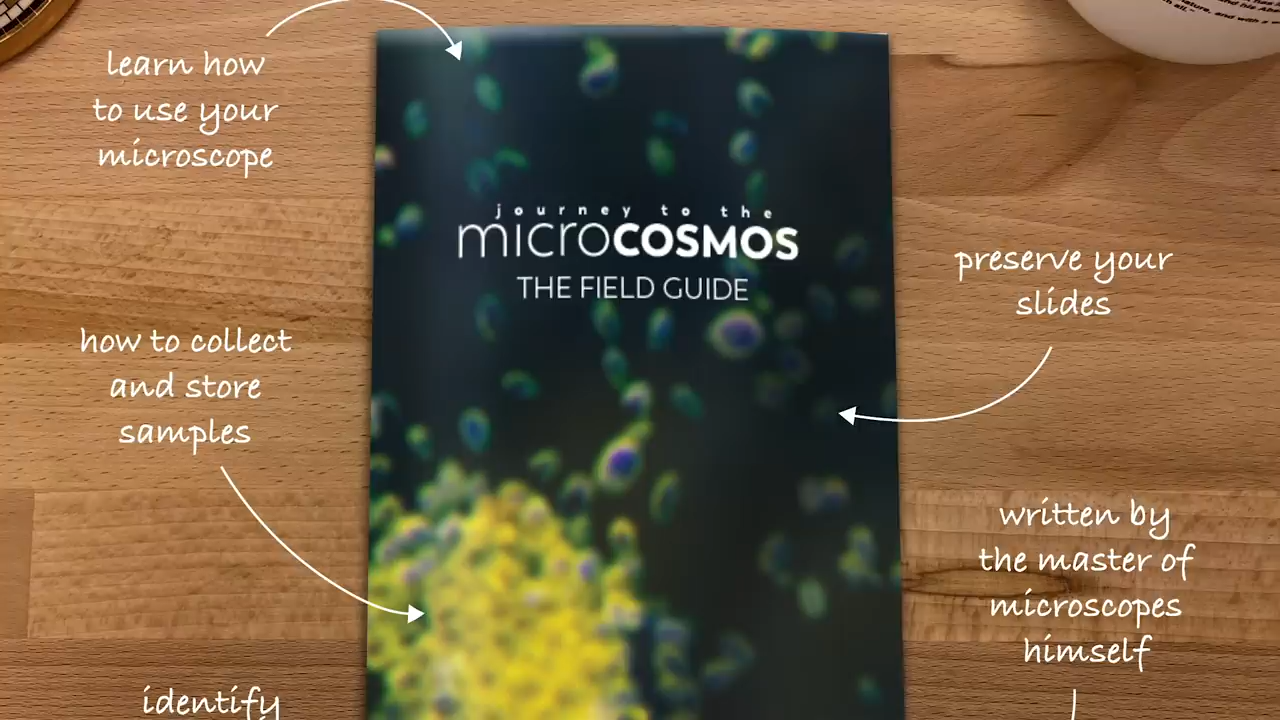 learn how
to use your
microscope
journey to the
microCOSMOS
THE FIELD GUIDE
preserve your
slides
how to collect
and store
samples
written by
the master of
microscopes
himself
identify